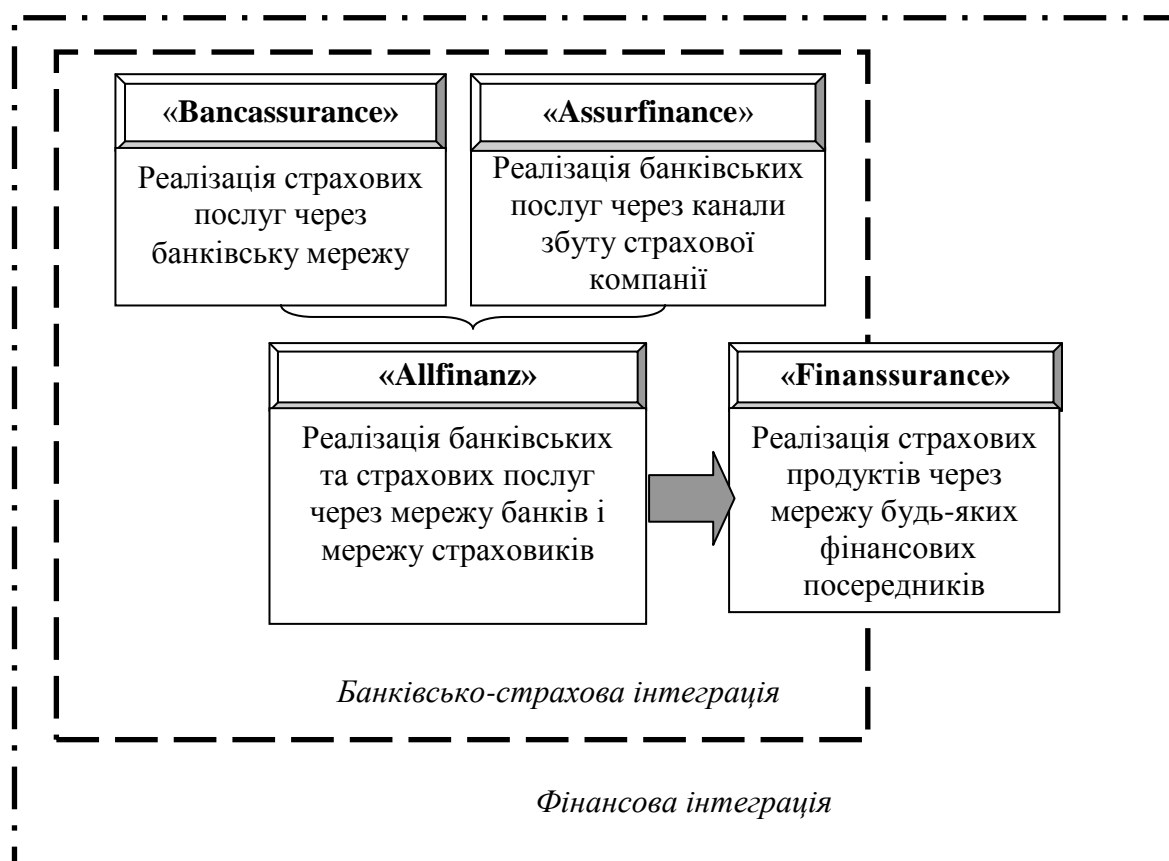 «Bancassurance»
Реалізація страхових
послуг через
банківську мережу
«Assurfinance»
Реалізація банківських
послуг через канали
збуту страхової
компанії
«Allfinanz»
Реалізація банківських
та страхових послуг
через мережу банків і
мережу страховиків
«Finanssurance»
Реалізація страхових
продуктів через
мережу будь-яких
фінансових
посередників
Банківсько-страхова інтеграція
Фінансова інтеграція